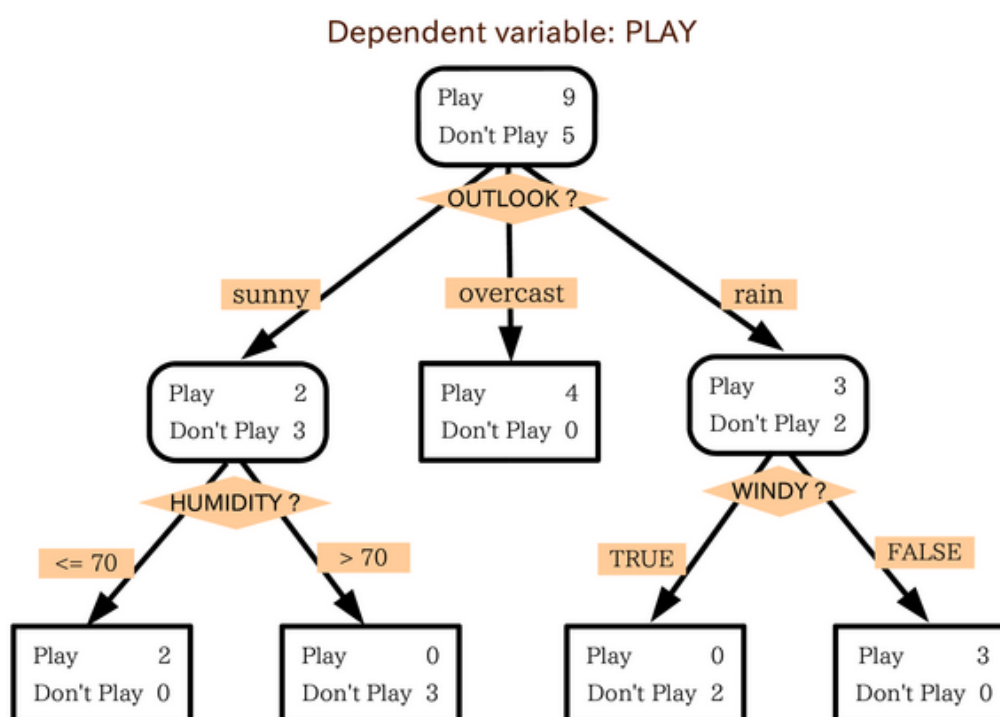 Dependent variable: PLAY
Play 9
Don't Play 5
OUTLOOK ?
sunny
overcast
rain
Play 2
Don't Play 3
Play 4
Don't Play 0
Play 3
Don't Play 2
HUMIDITY ?
WINDY ?
<= 70
> 70
TRUE
FALSE
Play 2
Don't Play 0
Play 0
Don't Play 3
Play 0
Don't Play 2
Play 3
Don't Play 0